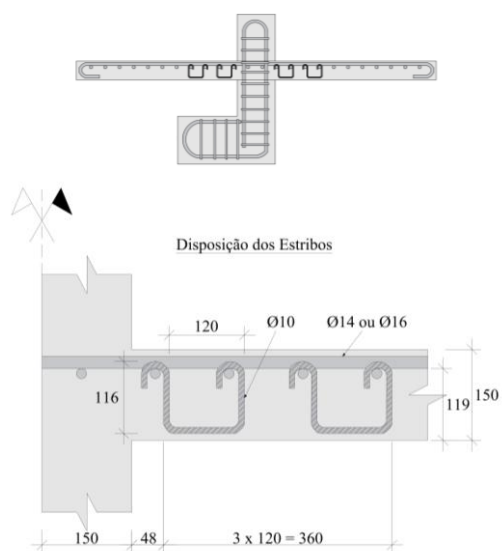 Disposição dos Estribos
120
Ø10
Ø14 ou Ø16
116
119
150
150
48
3 x 120 = 360